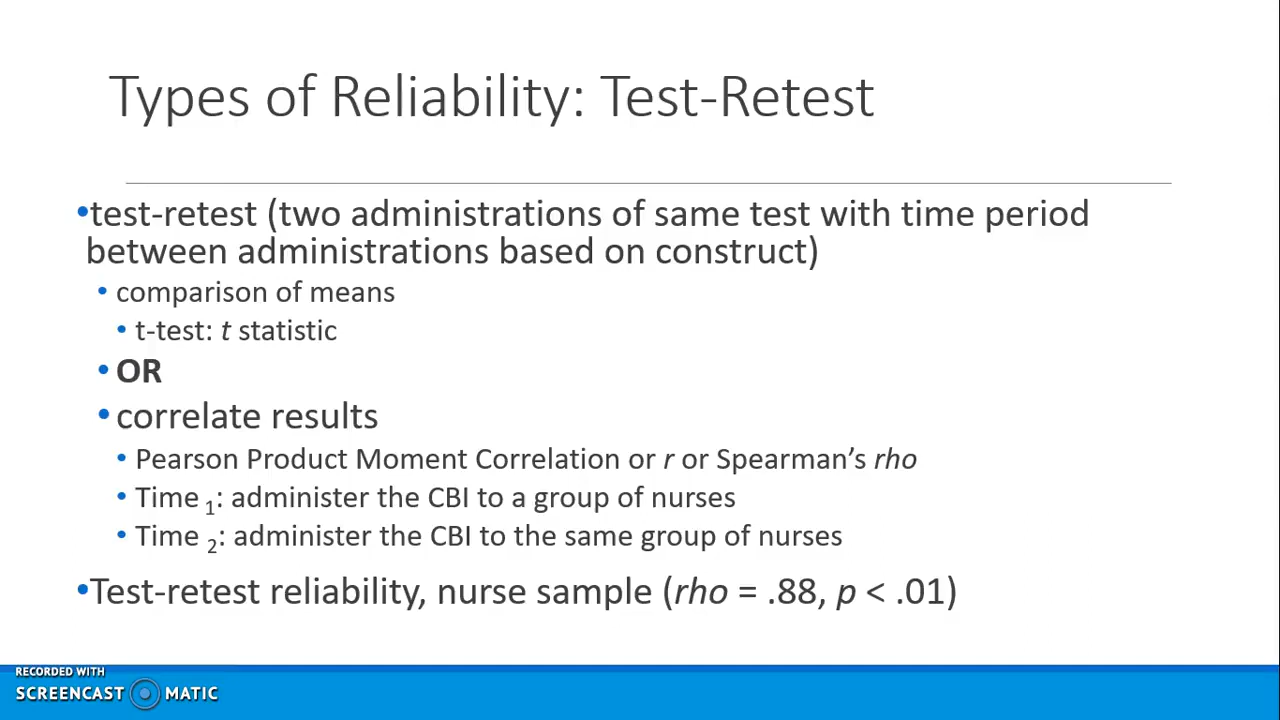 Types of Reliability: Test-Retest
•test-retest (two administrations of same test with time period
between administrations based on construct)
• comparison of means
• t-test: t statistic
• OR
• correlate results
• Pearson Product Moment Correlation or r or Spearman’s rho
• Time 1: administer the CBI to a group of nurses
• Time 2: administer the CBI to the same group of nurses
•Test-retest reliability, nurse sample (rho = .88, p < .01)
RECORDED WITH
SCREENCAST MATIC